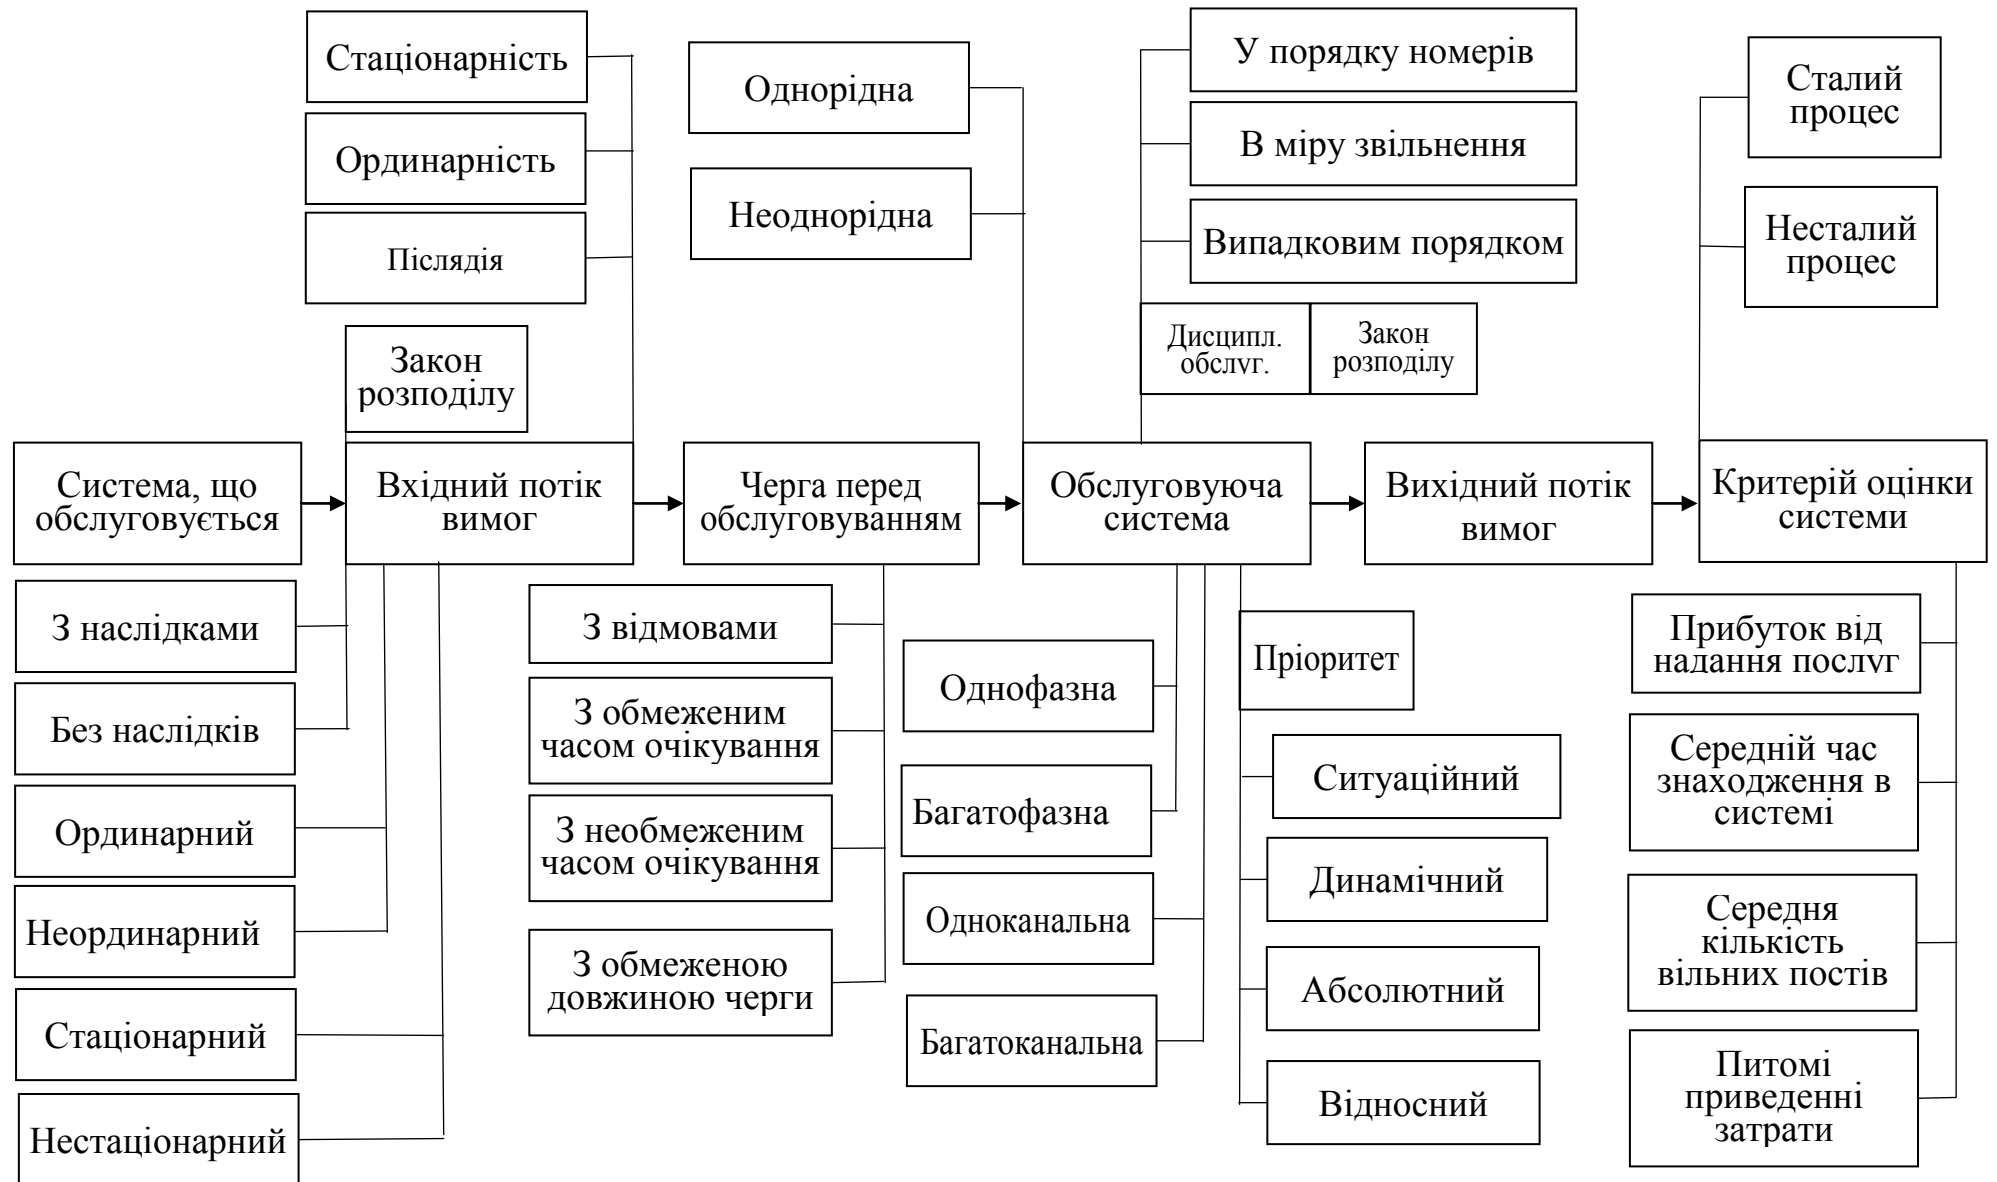 Стаціонарність
Ординарність
Післядія
Закон
розподілу
Однорідна
Неоднорідна
У порядку номерів
В міру звільнення
Випадковим порядком
Дисципл.
обслуг.
Закон
розподілу
Сталий
процес
Несталий
процес
Система, що
обслуговується
Вхідний потік
вимог
Черга перед
обслуговуванням
Обслуговуюча
система
Вихідний потік
вимог
Критерій оцінки
системи
З наслідками
Без наслідків
Ординарний
Неординарний
Стаціонарний
Нестаціонарний
З відмовами
З обмеженим
часом очікування
З необмеженим
часом очікування
З обмеженою
довжиною черги
Однофазна
Багатофазна
Одноканальна
Багатоканальна
Пріоритет
Ситуаційний
Динамічний
Абсолютний
Відносний
Прибуток від
надання послуг
Середній час
знаходження в
системі
Середня
кількість
вільних постів
Питомі
приведенні
затрати